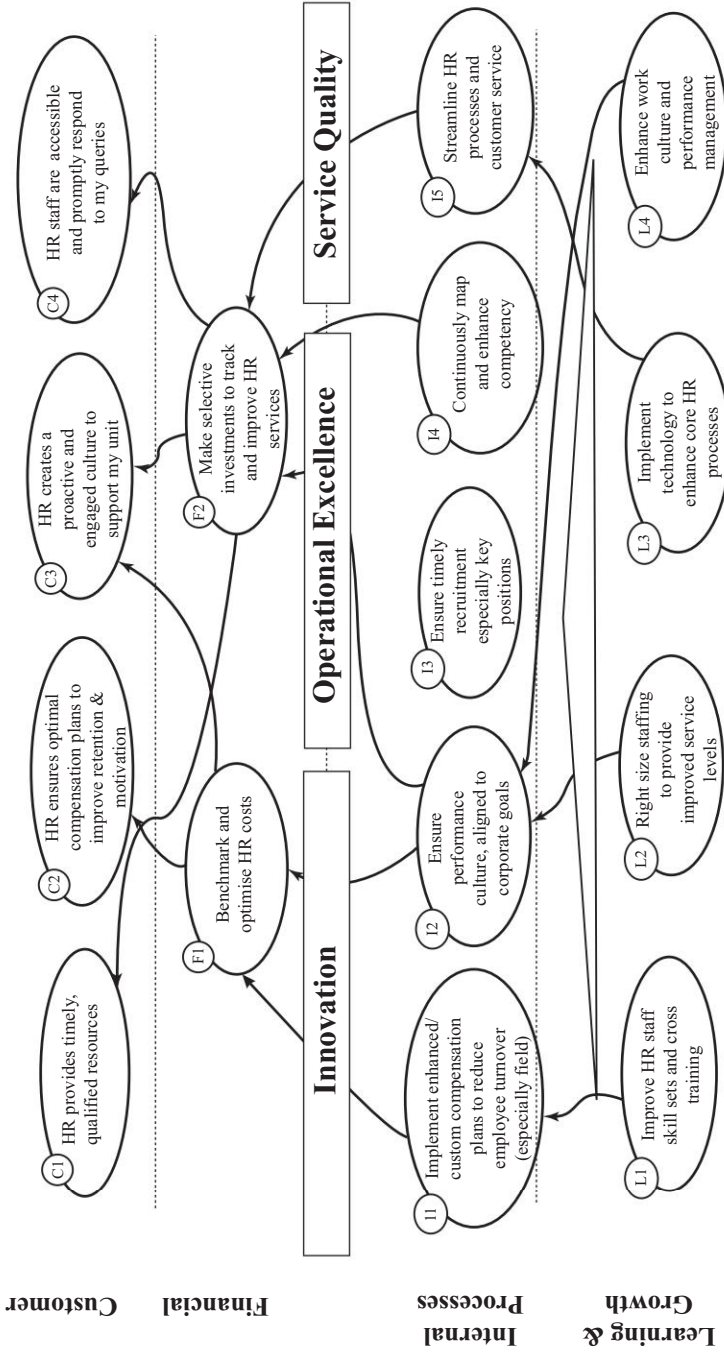 Customer
C1
HR provides timely,
qualified resources
C2
HR ensures optimal
compensation plans to
improve retention &
motivation
C3
HR creates a
proactive and
engaged culture to
support my unit
C4
HR staff are accessible
and promptly respond
to my queries
Financial
F1
Benchmark and
optimise HR costs
F2
Make selective
investments to track
and improve HR
services
Innovation
Operational Excellence
Service Quality
Internal
Processes
I1
Implement enhanced/
custom compensation
plans to reduce
employee turnover
(especially field)
I2
Ensure
performance
culture, aligned to
corporate goals
I3
Ensure timely
recruitment
especially key
positions
I4
Continuously map
and enhance
competency
I5
Streamline HR
processes and
customer service
Learning &
Growth
L1
Improve HR staff
skill sets and cross
training
L2
Right size staffing
to provide
improved service
levels
L3
Implement
technology to
enhance core HR
processes
L4
Enhance work
culture and
performance
management